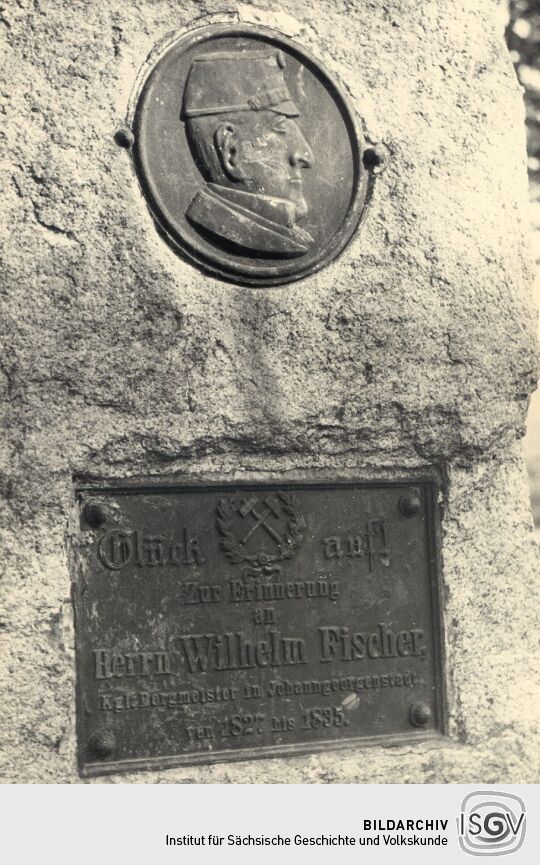 Glück auf!
Zur Erinnerung
an
Herrn Wilhelm Fischer,
Kgl. Bergmeister in Johanngeorgenstadt
von 1827 bis 1835.
BILDARCHIV
Institut für Sächsische Geschichte und Volkskunde
ISGV